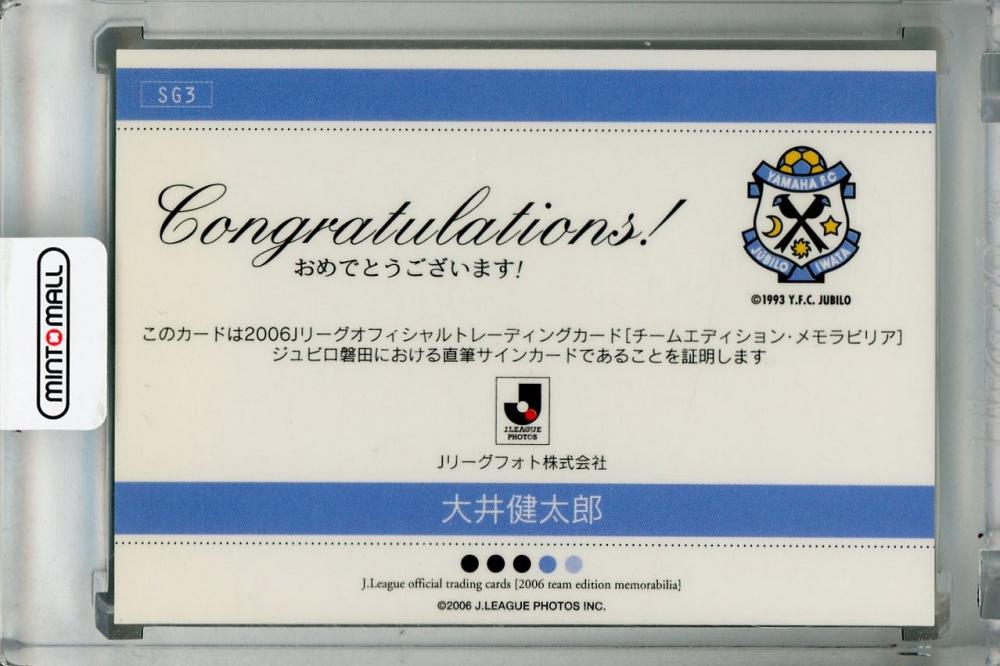 SG3
Congratulations!
おめでとうございます!
YAMAHA FC
JUBILO IWATA
©1993 Y.F.C. JUBILO
MINT MALL
このカードは2006Jリーグオフィシャルトレーディングカード[チームエディション・メモラビリア]
ジュビロ磐田における直筆サインカードであることを証明します
J.LEAGUE
PHOTOS
Jリーグフォト株式会社
大井健太郎
J.League official trading cards [2006 team edition memorabilia]
©2006 J.LEAGUE PHOTOS INC.